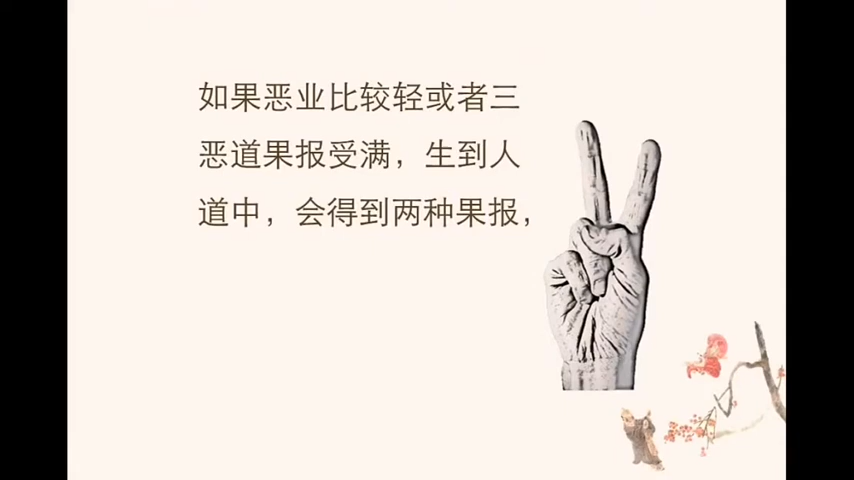 如果恶业比较轻或者三
恶道果报受满，生到人
道中，会得到两种果报，